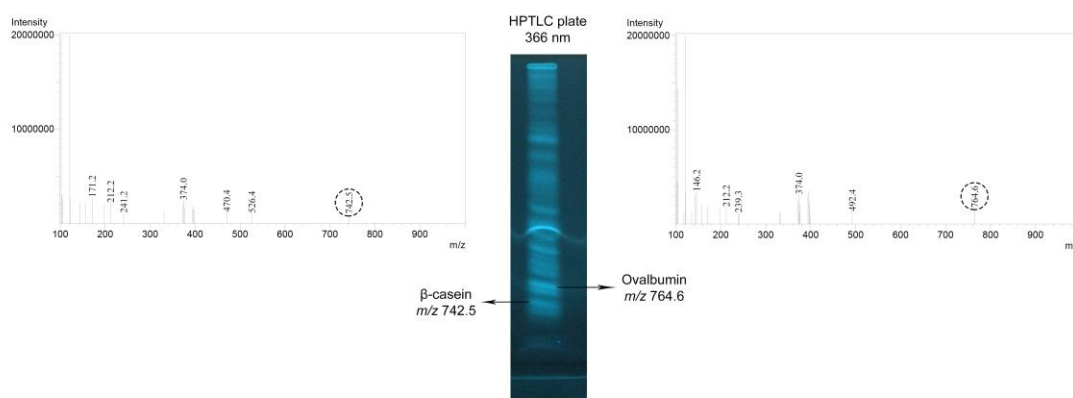 Intensity
20000000
10000000
171.2
212.2
241.2
374.0
470.4
526.4
742.5
100 200 300 400 500 600 700 800 900
m/z
HPTLC plate
366 nm
β-casein
m/z 742.5
Ovalbumin
m/z 764.6
Intensity
20000000
10000000
146.2
212.2
239.3
374.0
492.4
764.6
100 200 300 400 500 600 700 800 900
m